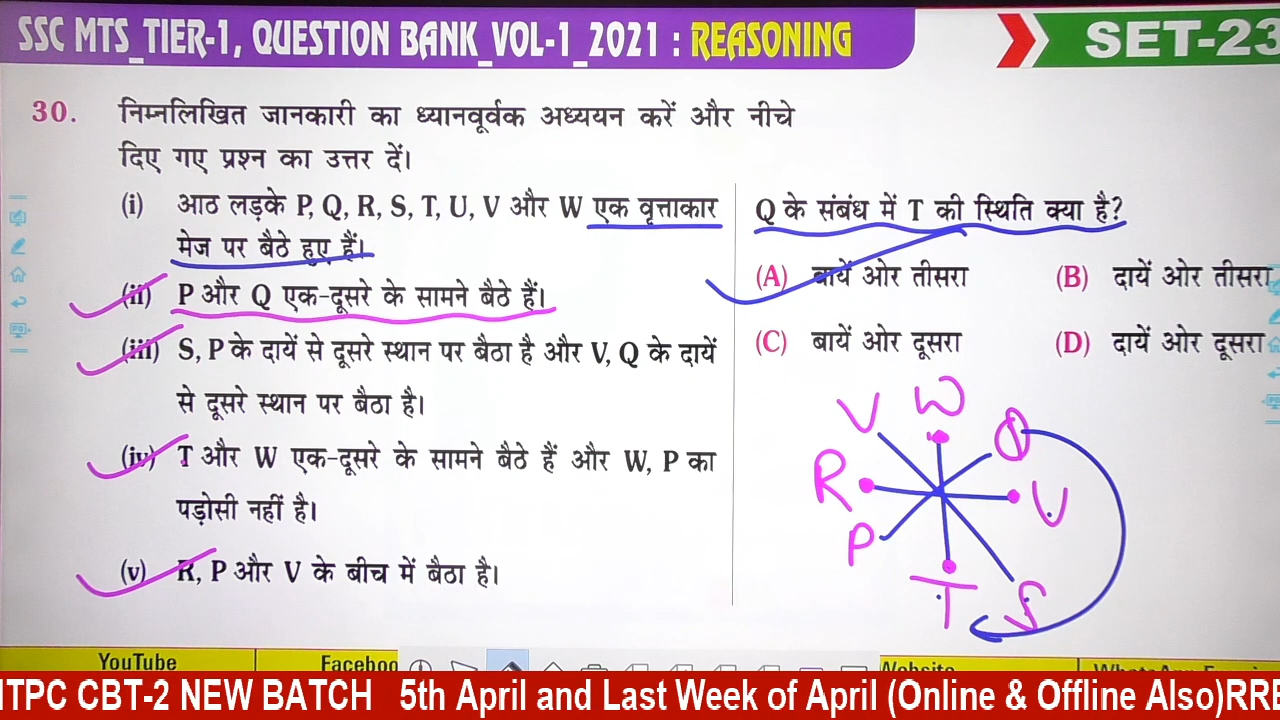 SSC MTS_TIER-1, QUESTION BANK_VOL-1_2021 : REASONING
SET-23
30. निम्नलिखित जानकारी का ध्यानपूर्वक अध्ययन करें और नीचे
दिए गए प्रश्न का उत्तर दें।
(i) आठ लड़के P, Q, R, S, T, U, V और W एक वृत्ताकार
मेज पर बैठे हुए हैं।
(ii) P और Q एक-दूसरे के सामने बैठे हैं।
(iii) S, P के दायें से दूसरे स्थान पर बैठा है और V, Q के दायें
से दूसरे स्थान पर बैठा है।
(iv) T और W एक-दूसरे के सामने बैठे हैं और W, P का
पड़ोसी नहीं है।
(v) R, P और V के बीच में बैठा है।
Q के संबंध में T की स्थिति क्या है?
(A) बायें ओर तीसरा (B) दायें ओर तीसरा
(C) बायें ओर दूसरा (D) दायें ओर दूसरा
V W Q
R U
P
T S
YouTube
Website
ITPC CBT-2 NEW BATCH 5th April and Last Week of April (Online & Offline Also)RRB